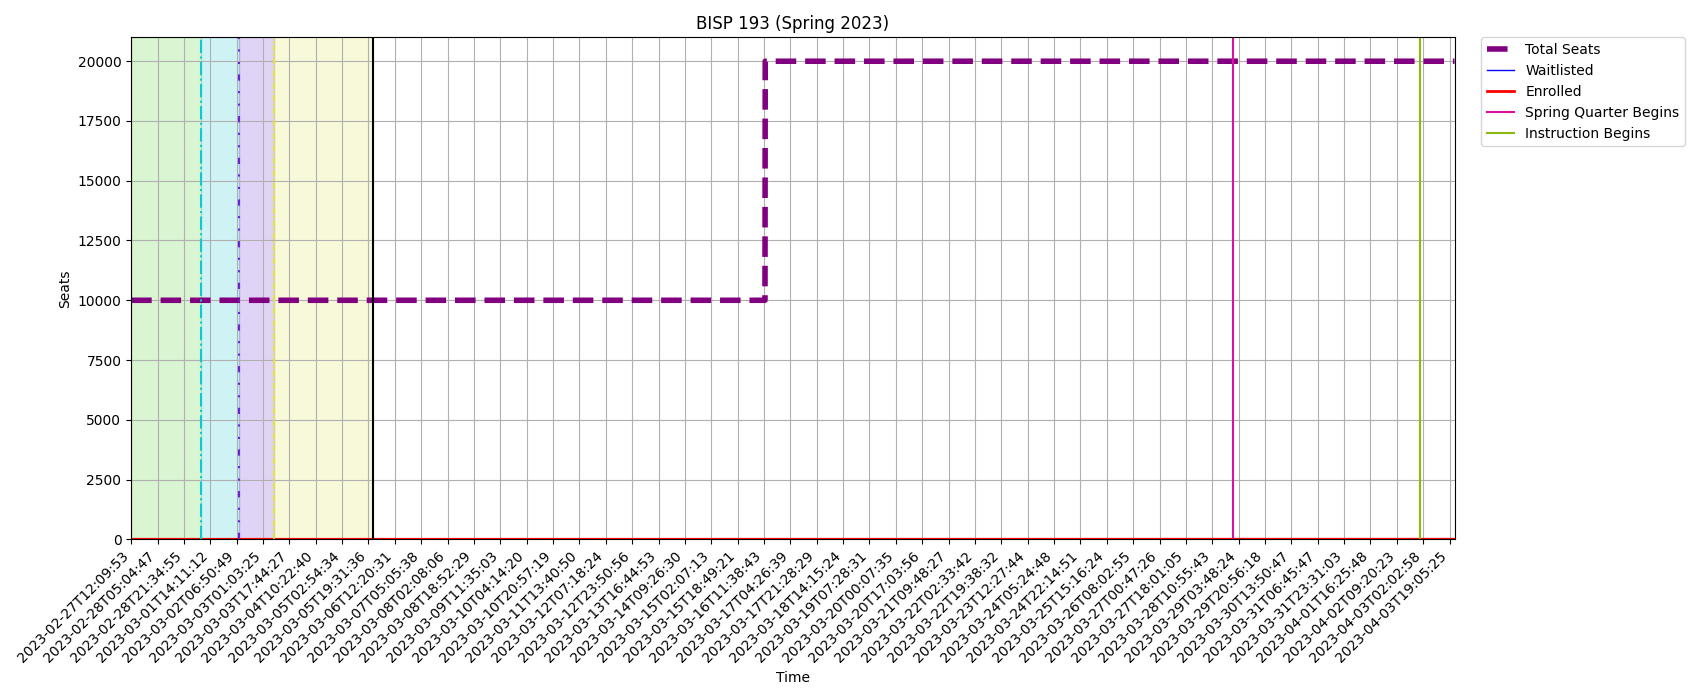 BISP 193 (Spring 2023)
Total Seats
Waitlisted
Enrolled
Spring Quarter Begins
Instruction Begins
Seats
20000
17500
15000
12500
10000
7500
5000
2500
0
2023-02-27T12:09:53
2023-02-28T05:04:47
2023-02-28T21:34:55
2023-03-01T14:11:12
2023-03-02T06:50:49
2023-03-03T01:03:25
2023-03-03T17:44:27
2023-03-04T10:22:40
2023-03-05T02:54:34
2023-03-05T19:31:36
2023-03-06T12:20:31
2023-03-07T05:05:38
2023-03-08T02:08:06
2023-03-08T18:52:29
2023-03-09T11:35:03
2023-03-10T04:14:20
2023-03-10T20:57:19
2023-03-11T13:40:50
2023-03-12T07:18:24
2023-03-12T23:50:56
2023-03-13T16:44:53
2023-03-14T09:26:30
2023-03-15T02:07:13
2023-03-15T18:49:21
2023-03-16T11:38:43
2023-03-17T04:26:39
2023-03-17T21:28:29
2023-03-18T14:15:24
2023-03-19T07:28:31
2023-03-20T00:07:35
2023-03-20T17:03:56
2023-03-21T09:48:27
2023-03-22T02:33:42
2023-03-22T19:38:32
2023-03-23T12:27:44
2023-03-24T05:24:48
2023-03-24T22:14:51
2023-03-25T15:16:24
2023-03-26T08:02:55
2023-03-27T00:47:26
2023-03-27T18:01:05
2023-03-28T10:55:43
2023-03-29T03:48:24
2023-03-29T20:56:18
2023-03-30T13:50:47
2023-03-31T06:45:47
2023-03-31T23:31:03
2023-04-01T16:25:48
2023-04-02T09:20:23
2023-04-03T02:02:58
2023-04-03T19:05:25
Time